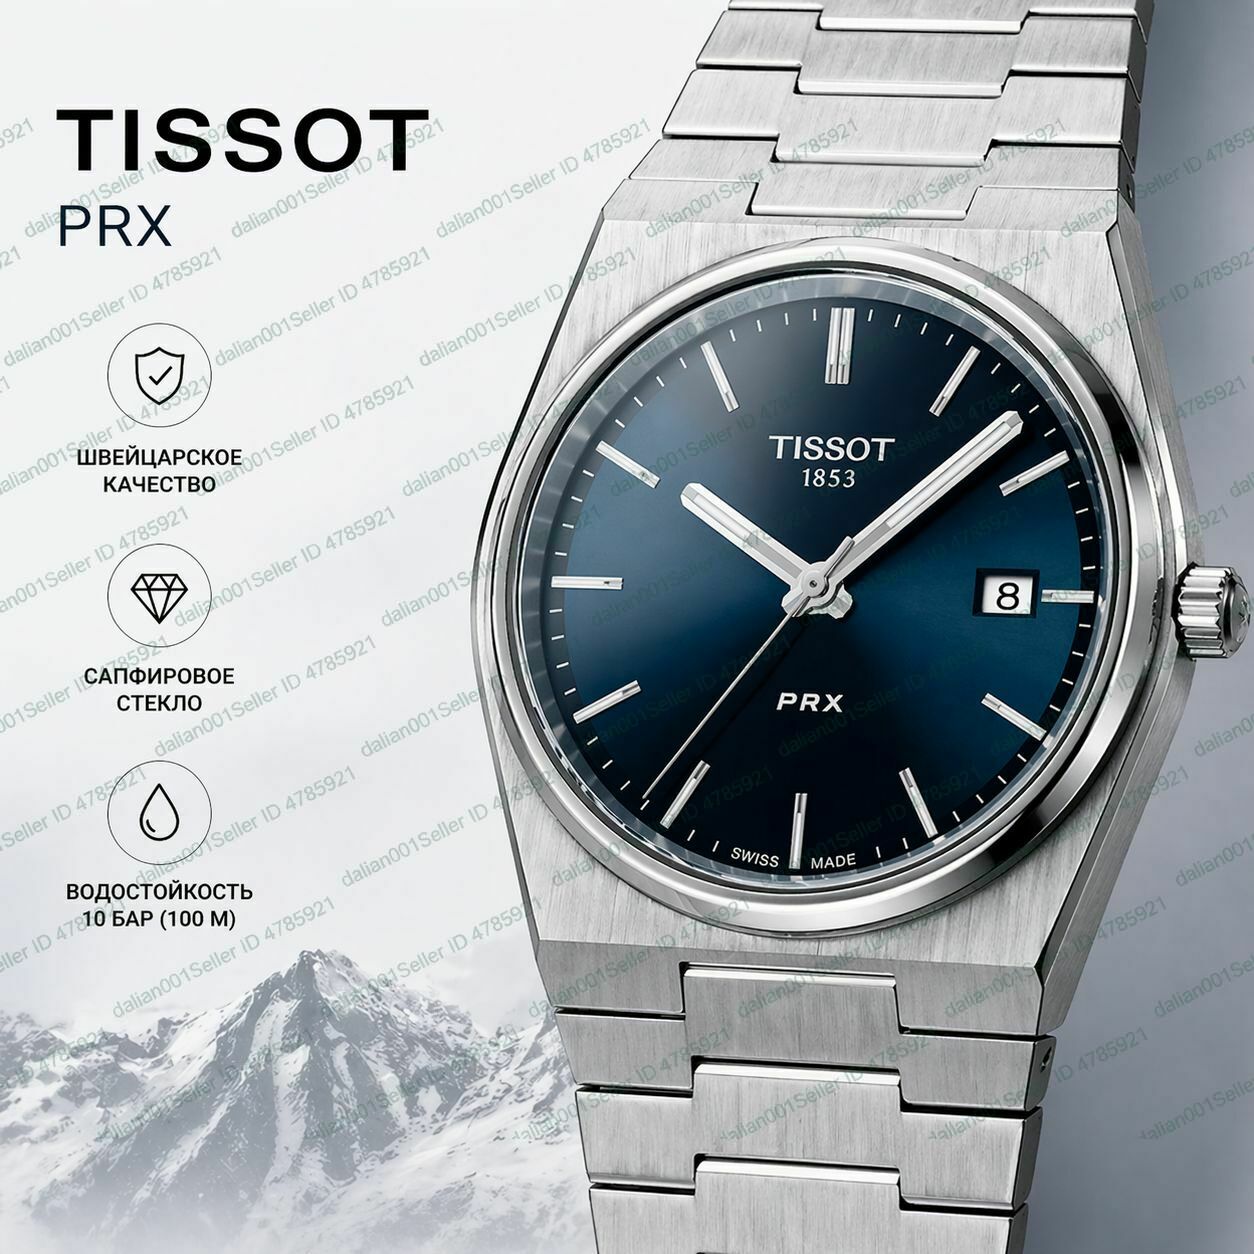 TISSOT
PRX
ШВЕЙЦАРСКОЕ
КАЧЕСТВО
САПФИРОВОЕ
СТЕКЛО
ВОДОСТОЙКОСТЬ
10 БАР (100 М)
TISSOT
1853
8
PRX
SWISS MADE
dalian001Seller ID 4785921